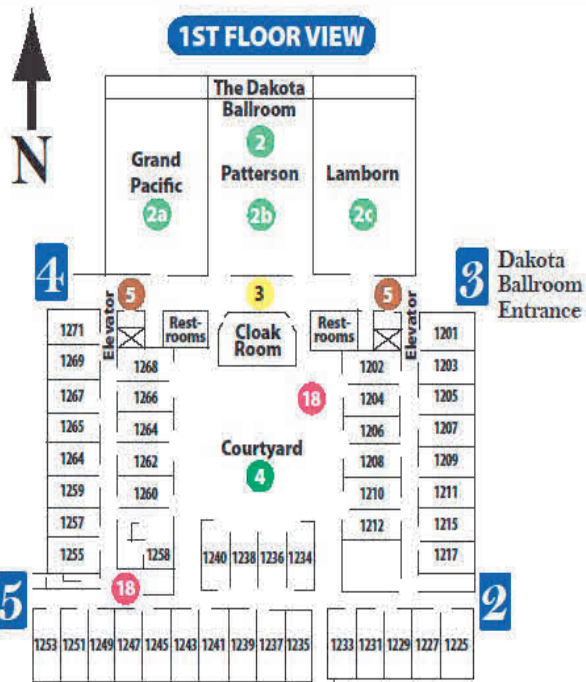 1ST FLOOR VIEW
N
The Dakota
Ballroom
2
Grand
Pacific
2a
Patterson
2b
Lamborn
2c
4
3
Dakota
Ballroom
Entrance
5
3
5
Elevator
Rest-
rooms
Cloak
Room
Rest-
rooms
Elevator
1271
1269
1267
1265
1264
1259
1257
1255
1268
1266
1264
1262
1260
1258
18
Courtyard
4
1202
1204
1206
1208
1210
1212
1201
1203
1205
1207
1209
1211
1215
1217
1240 1238 1236 1234
5
18
2
1253 1251 1249 1247 1245 1243 1241 1239 1237 1235
1233 1231 1229 1227 1225